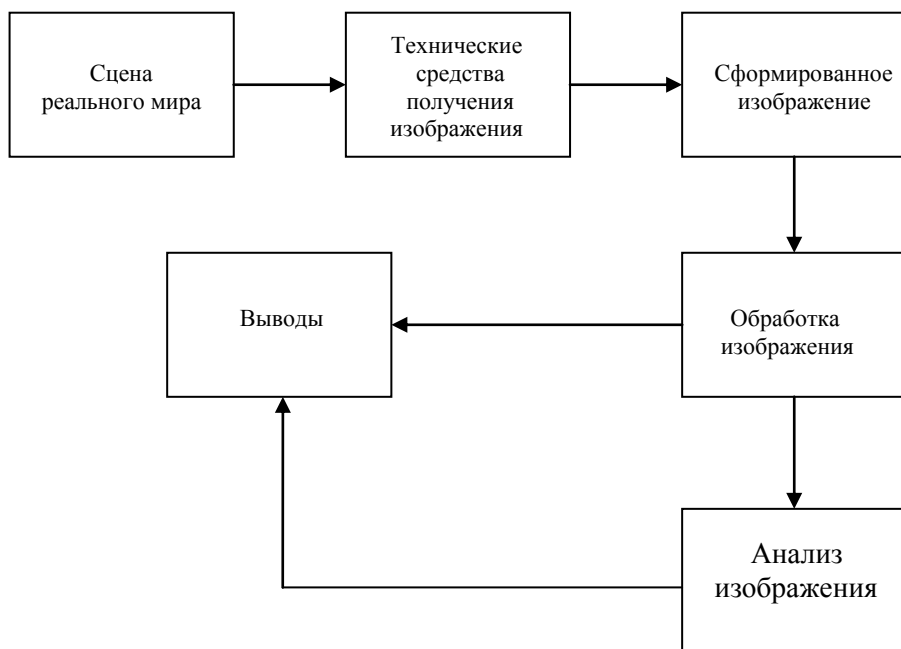 Сцена
реального мира
Технические
средства
получения
изображения
Сформированное
изображение
Выводы
Обработка
изображения
Анализ
изображения